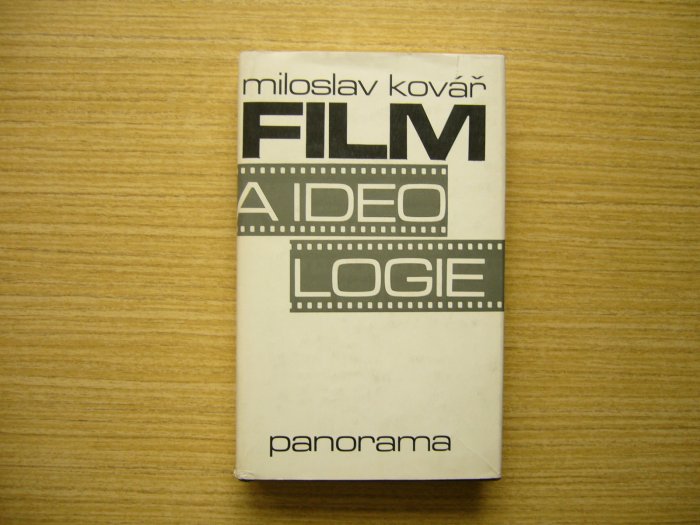 miloslav kovář
FILM
A IDEO
LOGIE
panorama